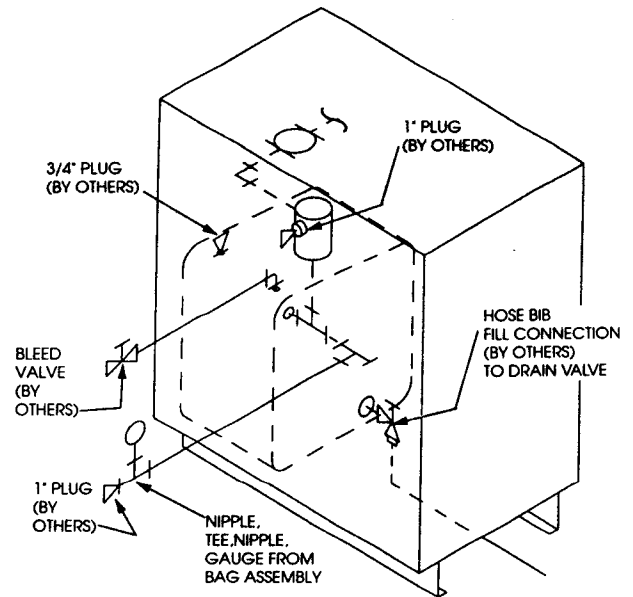 1" PLUG
(BY OTHERS)
3/4" PLUG
(BY OTHERS)
HOSE BIB
FILL CONNECTION
(BY OTHERS)
TO DRAIN VALVE
BLEED
VALVE
(BY
OTHERS)
1" PLUG
(BY
OTHERS)
NIPPLE,
TEE,NIPPLE,
GAUGE FROM
BAG ASSEMBLY